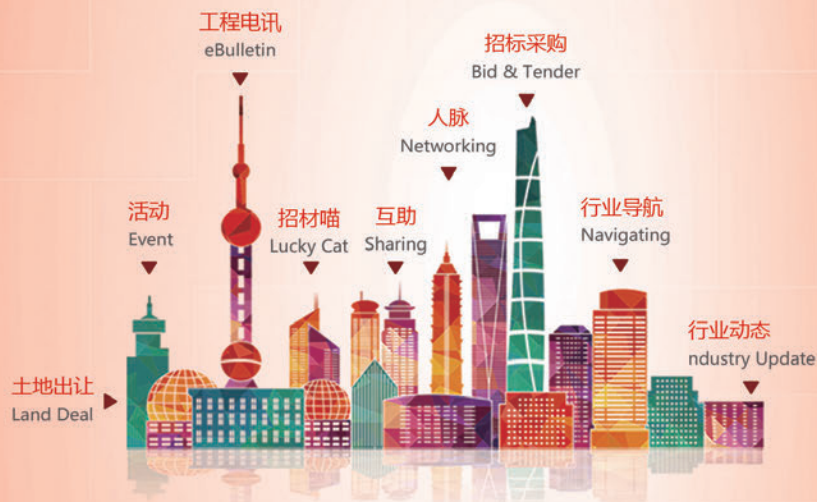 工程电讯
eBulletin
招标采购
Bid & Tender
人脉
Networking
活动
Event
招材喵
Lucky Cat
互助
Sharing
行业导航
Navigating
行业动态
ndustry Update
土地出让
Land Deal